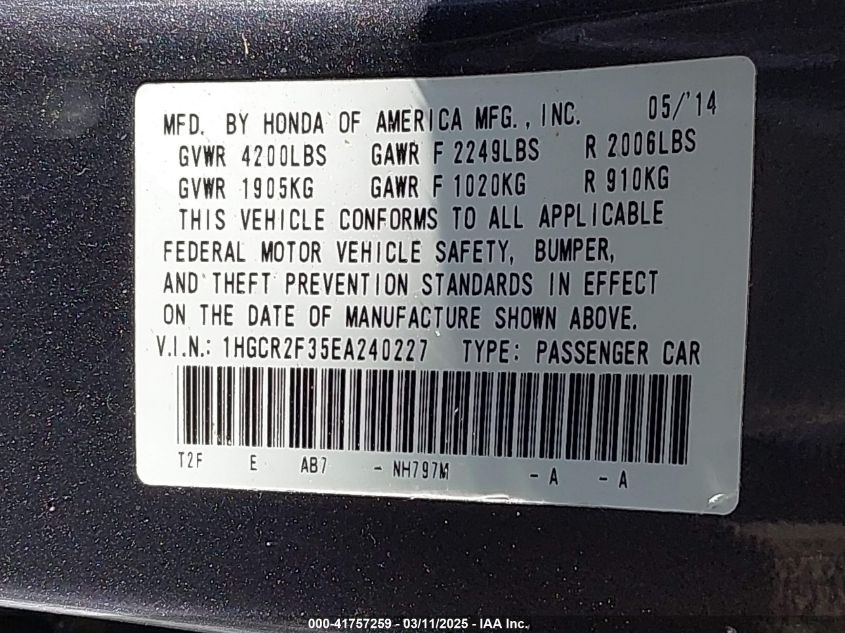 MFD. BY HONDA OF AMERICA MFG., INC. 05/'14
GVWR 4200LBS GAWR F 2249LBS R 2006LBS
GVWR 1905KG GAWR F 1020KG R 910KG
THIS VEHICLE CONFORMS TO ALL APPLICABLE
FEDERAL MOTOR VEHICLE SAFETY, BUMPER,
AND THEFT PREVENTION STANDARDS IN EFFECT
ON THE DATE OF MANUFACTURE SHOWN ABOVE.
V.I.N.: 1HGCR2F35EA240227 TYPE: PASSENGER CAR
T2F E AB7 - NH797M - A - A
000-41757259 - 03/11/2025 - IAA Inc.